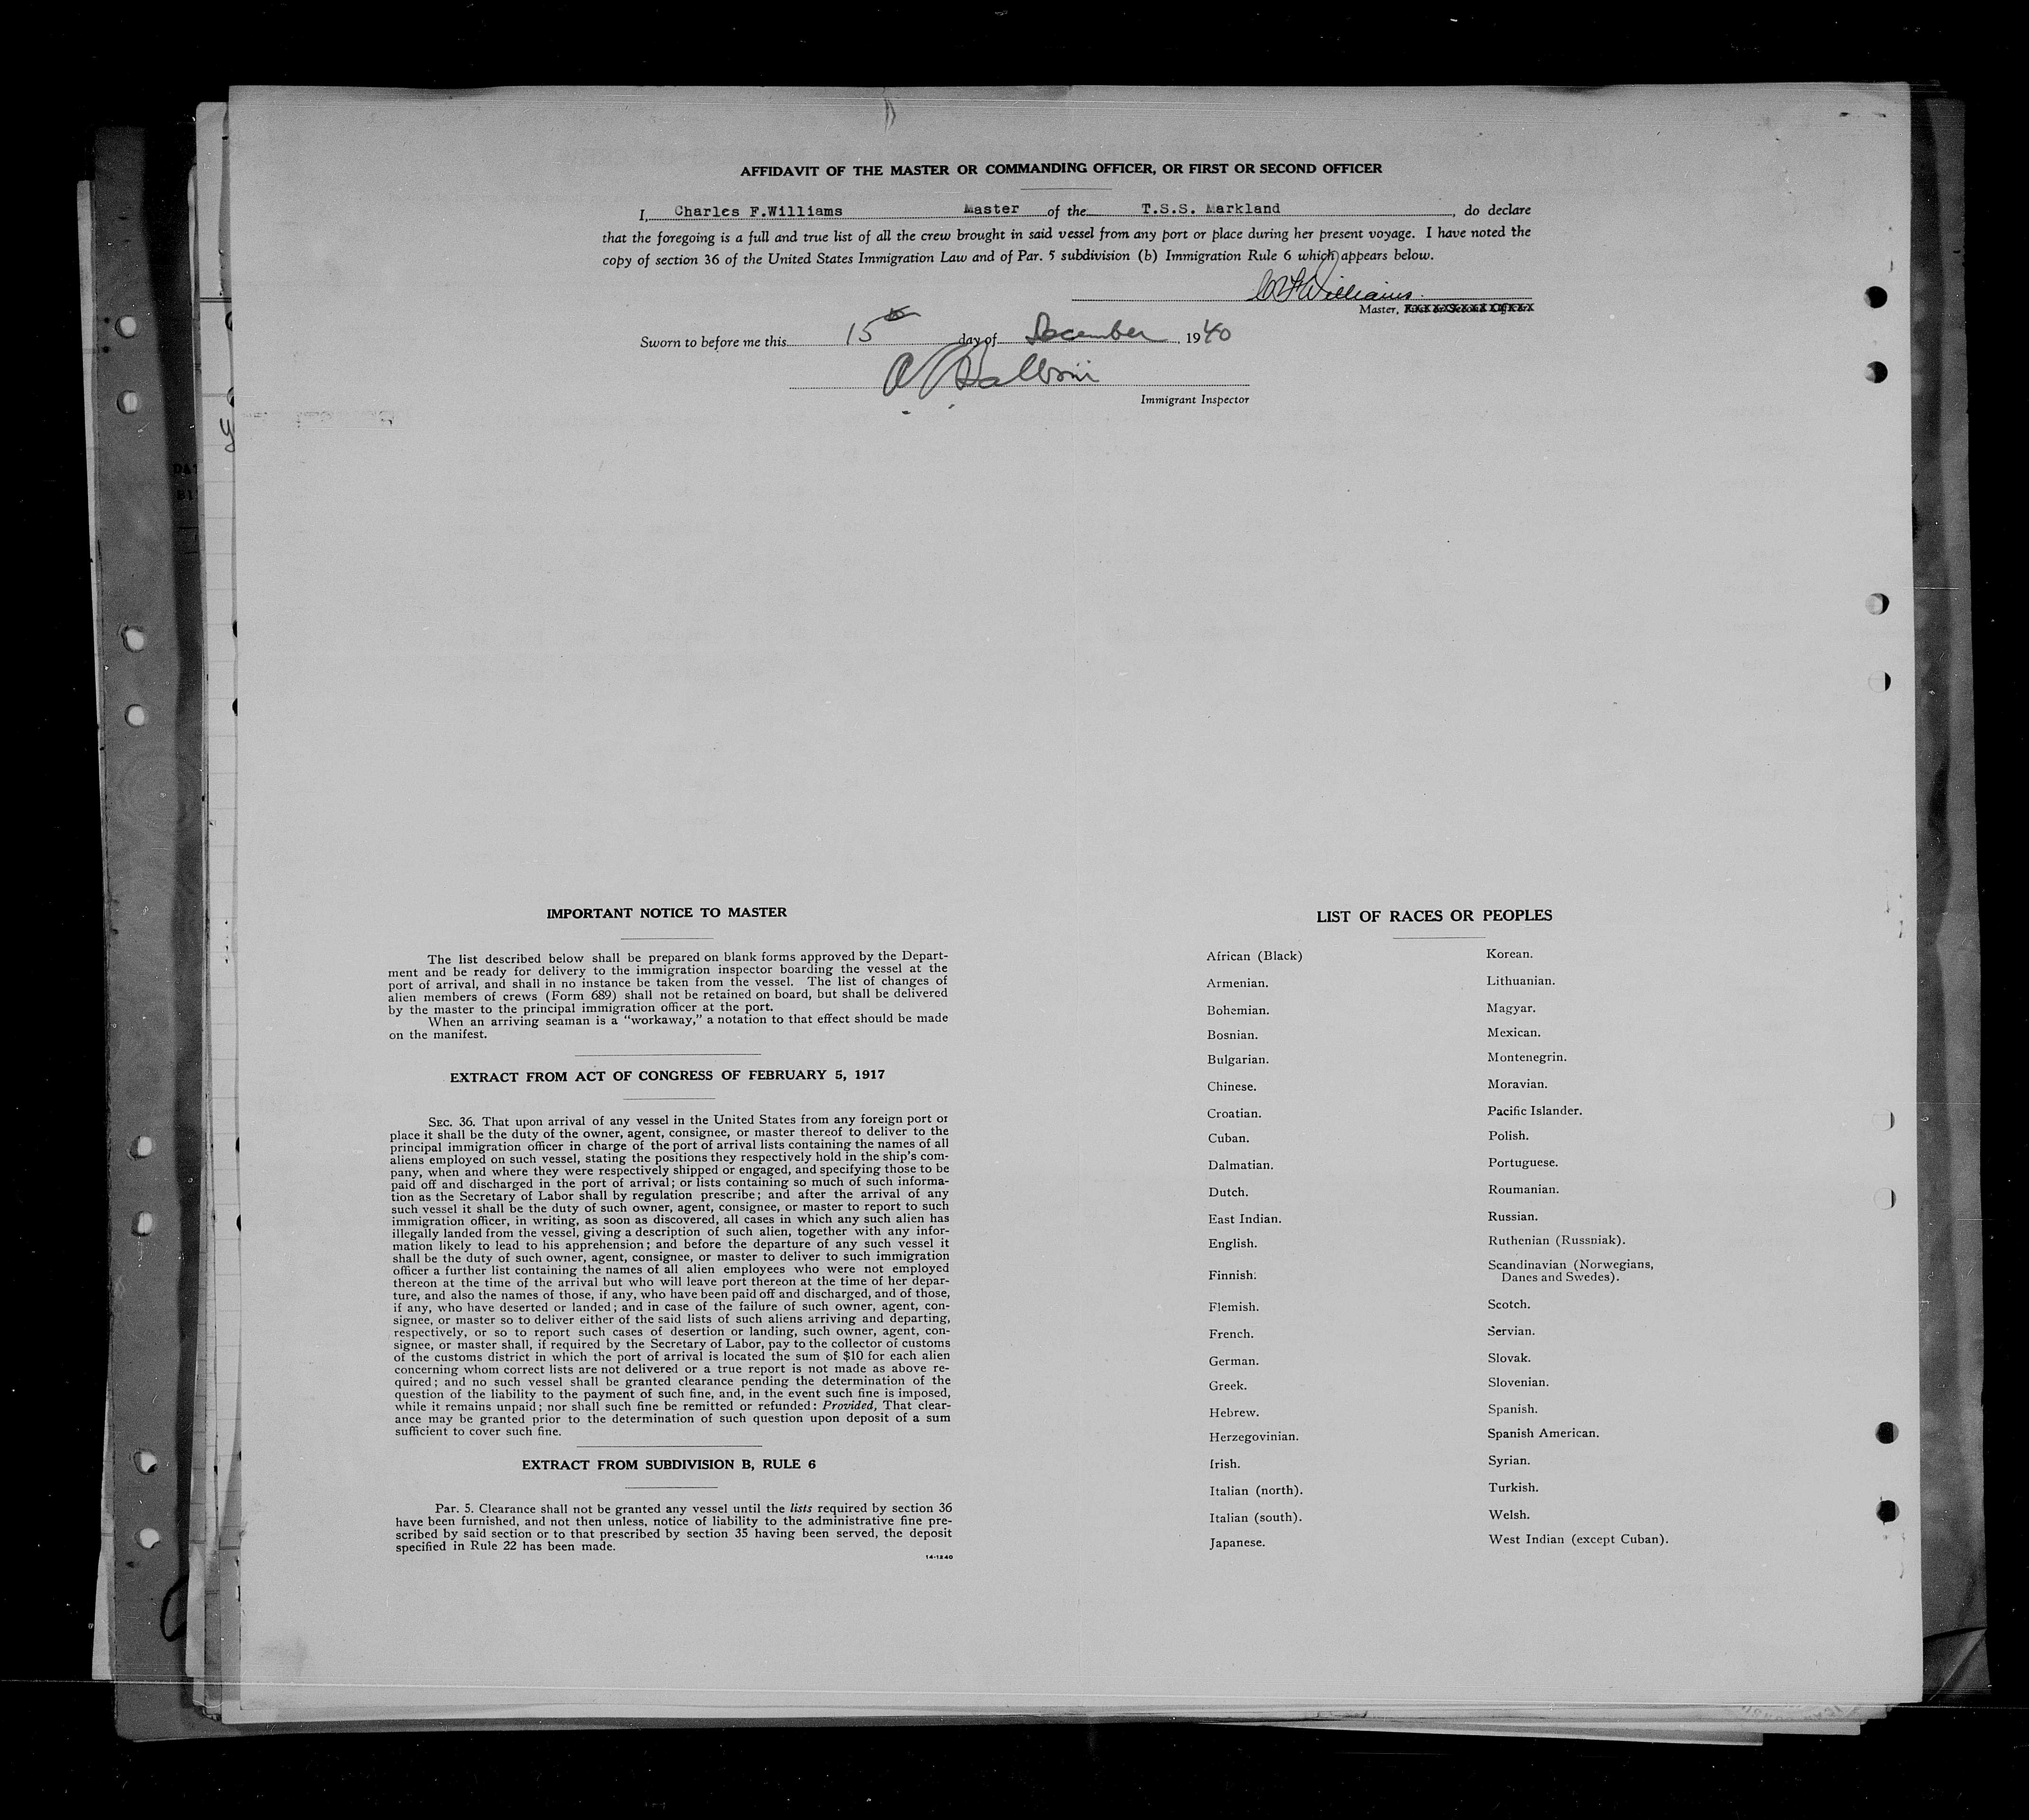 AFFIDAVIT OF THE MASTER OR COMMANDING OFFICER, OR FIRST OR SECOND OFFICER
I, Charles F.Williams Master of the T.S.S. Markland, do declare
that the foregoing is a full and true list of all the crew brought in said vessel from any port or place during her present voyage. I have noted the
copy of section 36 of the United States Immigration Law and of Par. 5 subdivision (b) Immigration Rule 6 which appears below.
Williams
Master, First or Second Officer
Sworn to before me this 15th day of December, 1940
Immigrant Inspector
IMPORTANT NOTICE TO MASTER
The list described below shall be prepared on blank forms approved by the Depart-
ment and be ready for delivery to the immigration inspector boarding the vessel at the
port of arrival, and shall in no instance be taken from the vessel. The list of changes of
alien members of crews (Form 689) shall not be retained on board, but shall be delivered
by the master to the principal immigration officer at the port.
When an arriving seaman is a “workaway,” a notation to that effect should be made
on the manifest.
EXTRACT FROM ACT OF CONGRESS OF FEBRUARY 5, 1917
SEC. 36. That upon arrival of any vessel in the United States from any foreign port or
place it shall be the duty of the owner, agent, consignee, or master thereof to deliver to the
principal immigration officer in charge of the port of arrival lists containing the names of all
aliens employed on such vessel, stating the positions they respectively hold in the ship's com-
pany, when and where they were respectively shipped or engaged, and specifying those to be
paid off and discharged in the port of arrival; or lists containing so much of such informa-
tion as the Secretary of Labor shall by regulation prescribe; and after the arrival of any
such vessel it shall be the duty of such owner, agent, consignee, or master to report to such
immigration officer, in writing, as soon as discovered, all cases in which any such alien has
illegally landed from the vessel, giving a description of such alien, together with any infor-
mation likely to lead to his apprehension; and before the departure of any such vessel it
shall be the duty of such owner, agent, consignee, or master to deliver to such immigration
officer a further list containing the names of all alien employees who were not employed
thereon at the time of the arrival but who will leave port thereon at the time of her depar-
ture, and also the names of those, if any, who have been paid off and discharged, and of those,
if any, who have deserted or landed; and in case of the failure of such owner, agent, con-
signee, or master so to deliver either of the said lists of such aliens arriving and departing,
respectively, or so to report such cases of desertion or landing, such owner, agent, con-
signee, or master shall, if required by the Secretary of Labor, pay to the collector of customs
of the customs district in which the port of arrival is located the sum of $10 for each alien
concerning whom correct lists are not delivered or a true report is not made as above re-
quired; and no such vessel shall be granted clearance pending the determination of the
question of the liability to the payment of such fine, and, in the event such fine is imposed,
while it remains unpaid; nor shall such fine be remitted or refunded: Provided, That clear-
ance may be granted prior to the determination of such question upon deposit of a sum
sufficient to cover such fine.
EXTRACT FROM SUBDIVISION B, RULE 6
Par. 5. Clearance shall not be granted any vessel until the lists required by section 36
have been furnished, and not then unless, notice of liability to the administrative fine pre-
scribed by said section or to that prescribed by section 35 having been served, the deposit
specified in Rule 22 has been made.
14-1240
LIST OF RACES OR PEOPLES
African (Black)
Armenian.
Bohemian.
Bosnian.
Bulgarian.
Chinese.
Croatian.
Cuban.
Dalmatian.
Dutch.
East Indian.
English.
Finnish.
Flemish.
French.
German.
Greek.
Hebrew.
Herzegovinian.
Irish.
Italian (north).
Italian (south).
Japanese.
Korean.
Lithuanian.
Magyar.
Mexican.
Montenegrin.
Moravian.
Pacific Islander.
Polish.
Portuguese.
Roumanian.
Russian.
Ruthenian (Russniak).
Scandinavian (Norwegians,
Danes and Swedes).
Scotch.
Servian.
Slovak.
Slovenian.
Spanish.
Spanish American.
Syrian.
Turkish.
Welsh.
West Indian (except Cuban).